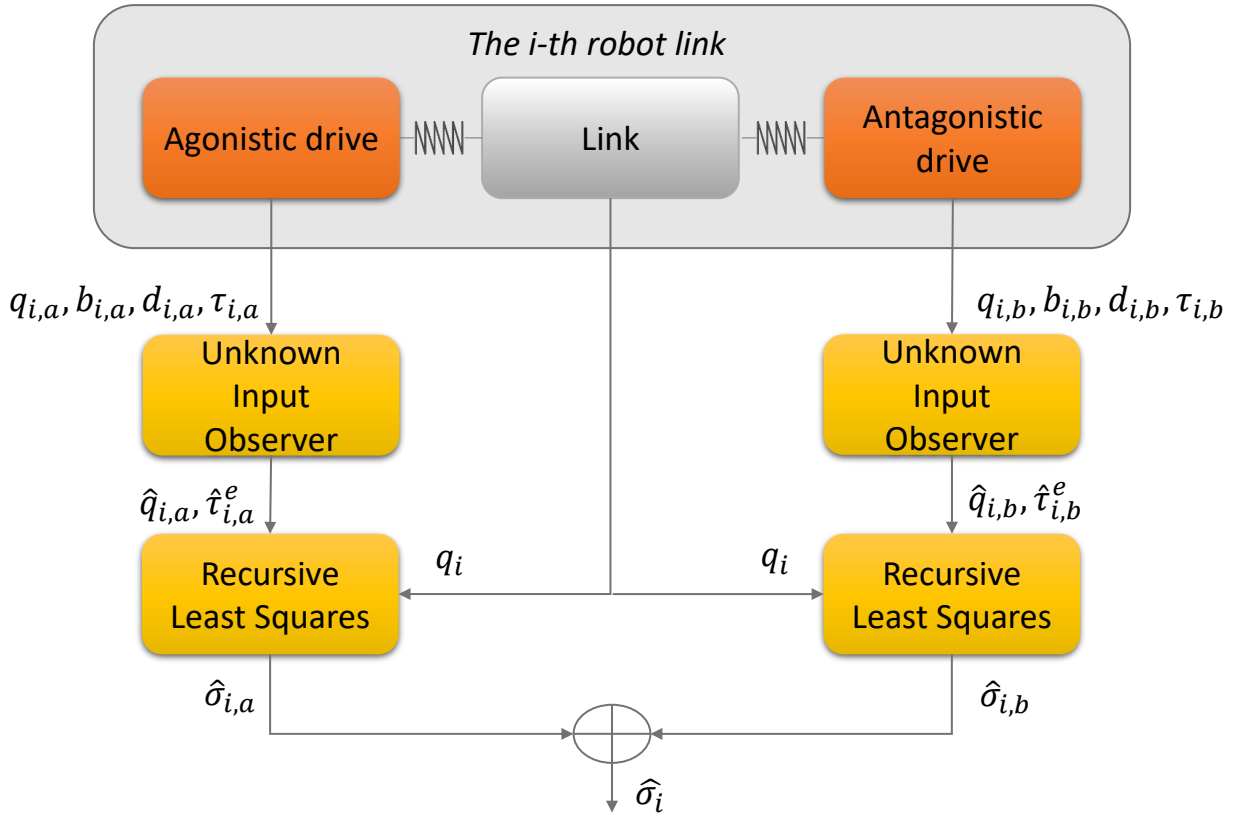 The i-th robot link
Agonistic drive
Link
Antagonistic
drive
q_{i,a}, b_{i,a}, d_{i,a}, τ_{i,a}
q_{i,b}, b_{i,b}, d_{i,b}, τ_{i,b}
Unknown
Input
Observer
Unknown
Input
Observer
q̂_{i,a}, τ̂^e_{i,a}
q̂_{i,b}, τ̂^e_{i,b}
Recursive
Least Squares
q_i
q_i
Recursive
Least Squares
σ̂_{i,a}
σ̂_{i,b}
σ̂_i